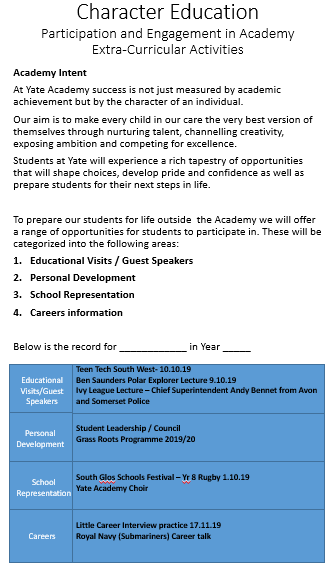 Character Education
Participation and Engagement in Academy
Extra-Curricular Activities
Academy Intent
At Yate Academy success is not just measured by academic
achievement but by the character of an individual.
Our aim is to make every child in our care the very best version of
themselves through nurturing talent, channelling creativity,
exposing ambition and competing for excellence.
Students at Yate will experience a rich tapestry of opportunities
that will shape choices, develop pride and confidence as well as
prepare students for their next steps in life.
To prepare our students for life outside the Academy we will offer
a range of opportunities for students to participate in. These will be
categorized into the following areas:
1. Educational Visits / Guest Speakers
2. Personal Development
3. School Representation
4. Careers information
Below is the record for ____________ in Year _____
Educational
Visits/Guest
Speakers
Teen Tech South West- 10.10.19
Ben Saunders Polar Explorer Lecture 9.10.19
Ivy League Lecture – Chief Superintendent Andy Bennet from Avon
and Somerset Police
Personal
Development
Student Leadership / Council
Grass Roots Programme 2019/20
School
Representation
South Glos Schools Festival – Yr 8 Rugby 1.10.19
Yate Academy Choir
Careers
Little Career Interview practice 17.11.19
Royal Navy (Submariners) Career talk